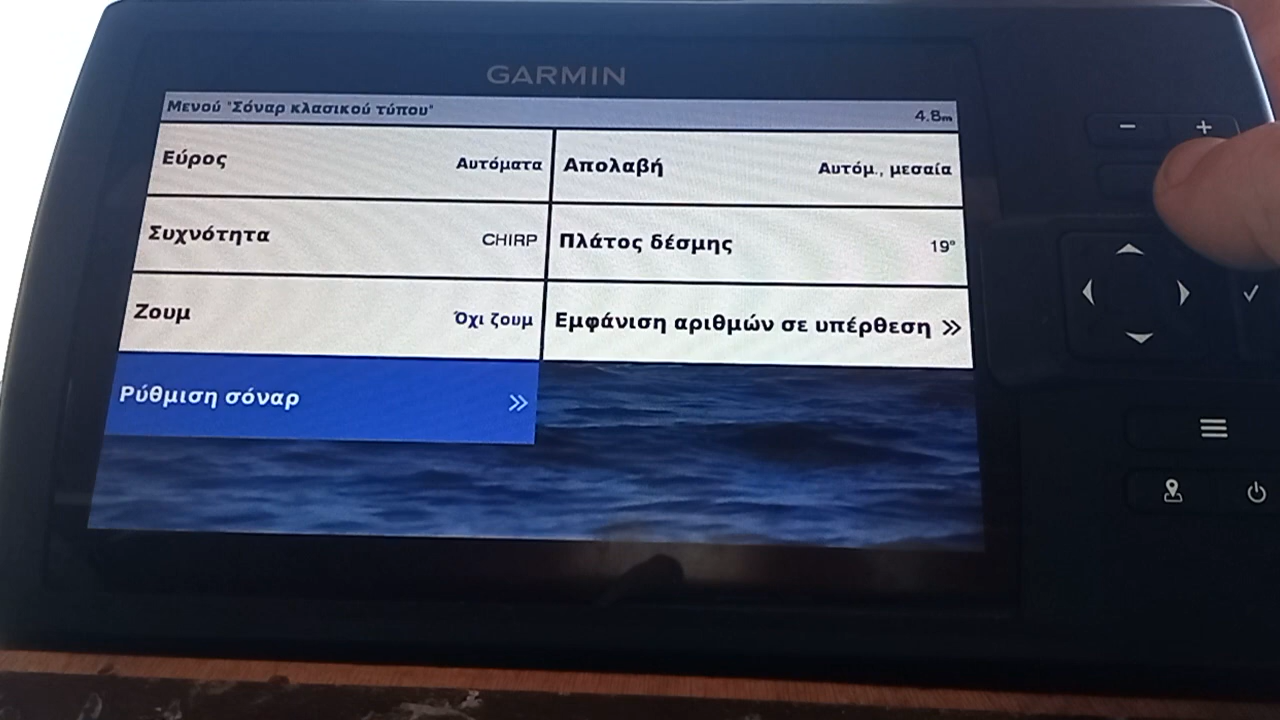 GARMIN
Μενού "Σόναρ κλασικού τύπου" 4.8m
Εύρος Αυτόματα
Απολαβή Αυτόμ., μεσαία
Συχνότητα CHIRP
Πλάτος δέσμης 19°
Ζουμ Όχι ζουμ
Εμφάνιση αριθμών σε υπέρθεση »
Ρύθμιση σόναρ »